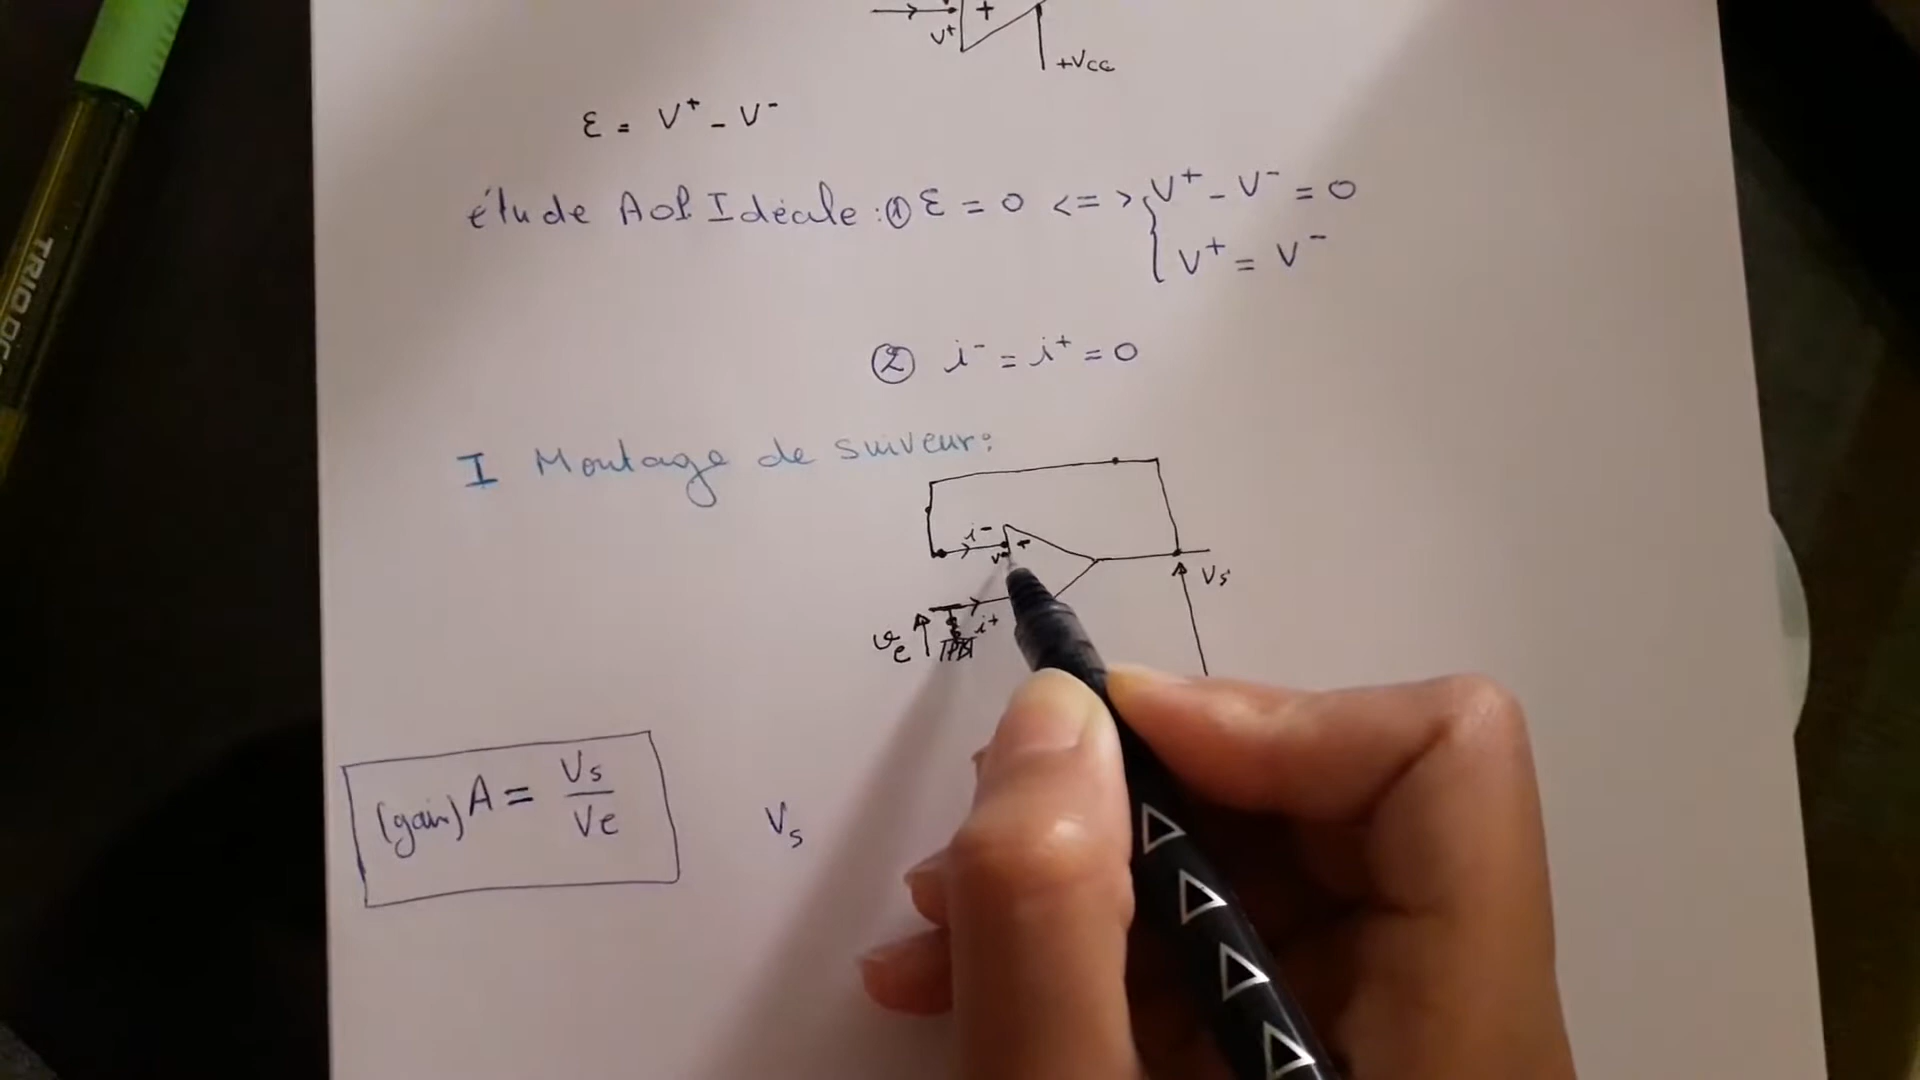 +
V+
+Vcc
ε = V+ - V-
étude AOP Idéale : ① ε = 0 <=> { V+ - V- = 0
V+ = V-
② i- = i+ = 0
I Montage de suiveur:
i-
V-
Vs
i+
Ve
(gain) A = Vs/Ve
Vs
TRIO